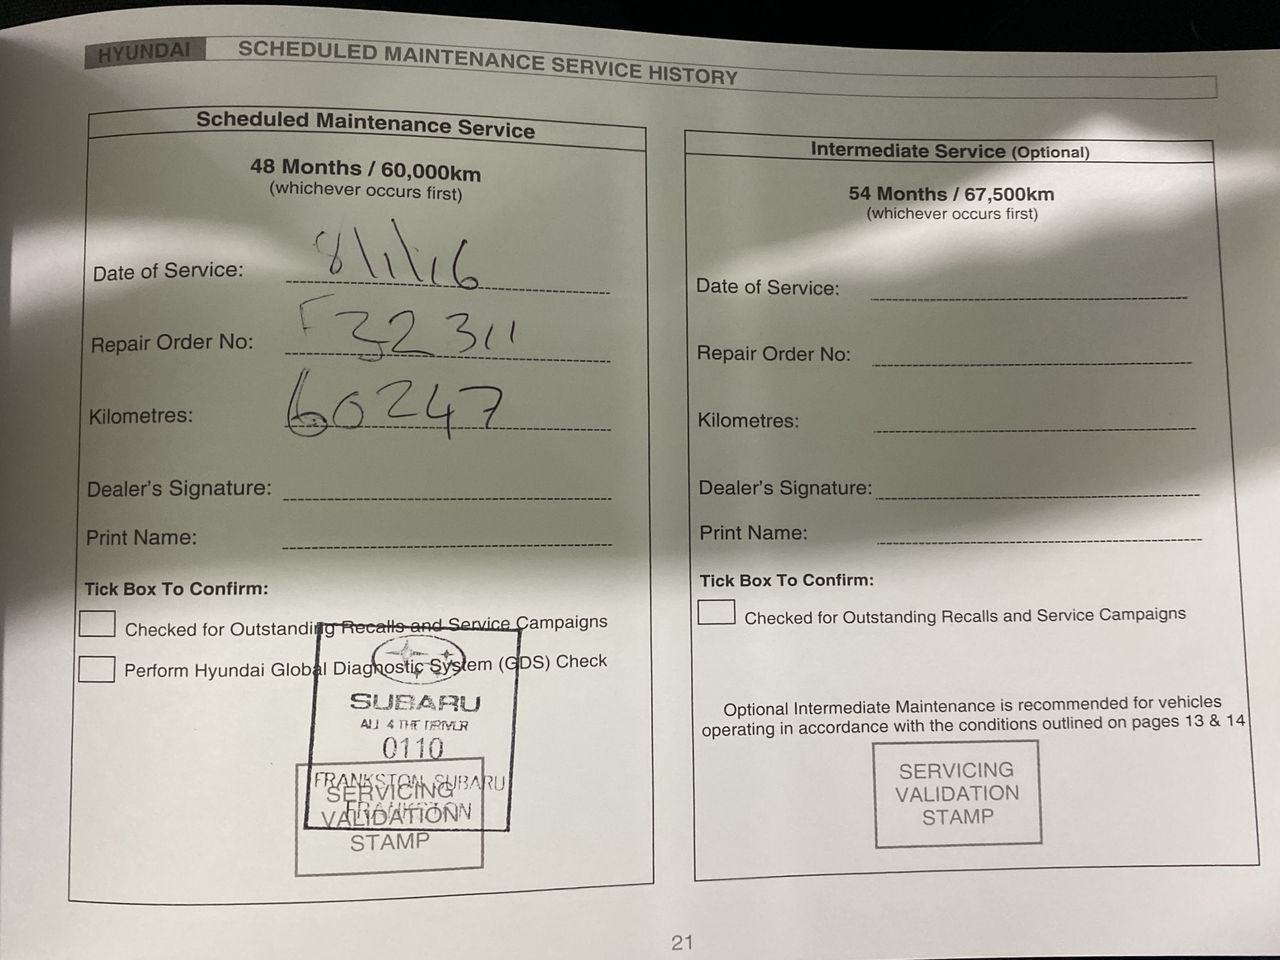 HYUNDAI SCHEDULED MAINTENANCE SERVICE HISTORY
Scheduled Maintenance Service
48 Months / 60,000km
(whichever occurs first)
Date of Service: 8/1/16
Repair Order No: F32311
Kilometres: 60247
Dealer's Signature:
Print Name:
Tick Box To Confirm:
Checked for Outstanding Recalls and Service Campaigns
Perform Hyundai Global Diagnostic System (GDS) Check
SUBARU
ALL 4 THE DRIVER
0110
FRANKSTON SUBARU
FRANKSTON
SERVICING
VALIDATION
STAMP
Intermediate Service (Optional)
54 Months / 67,500km
(whichever occurs first)
Date of Service:
Repair Order No:
Kilometres:
Dealer's Signature:
Print Name:
Tick Box To Confirm:
Checked for Outstanding Recalls and Service Campaigns
Optional Intermediate Maintenance is recommended for vehicles
operating in accordance with the conditions outlined on pages 13 & 14
SERVICING
VALIDATION
STAMP
21